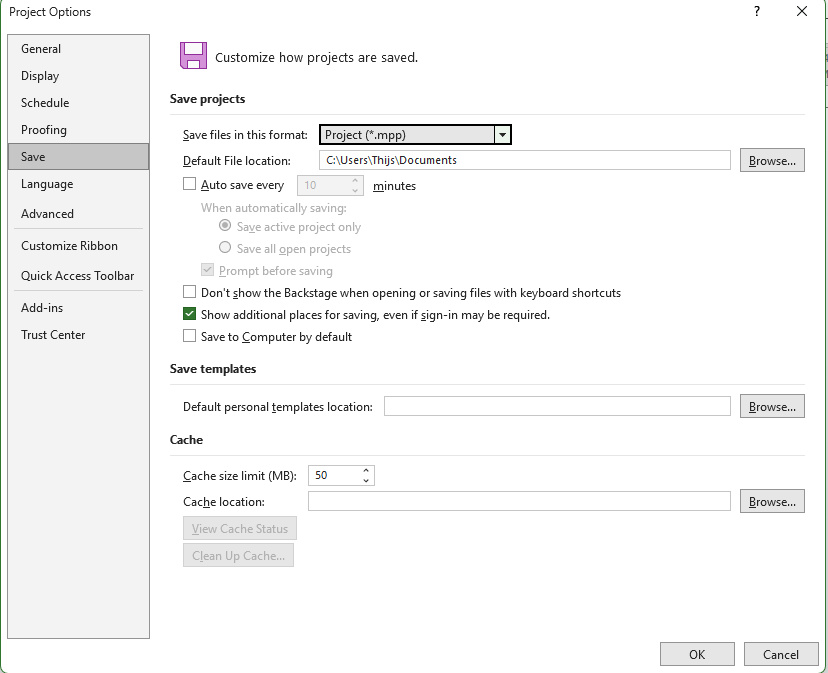 Project Options
?
General
Display
Schedule
Proofing
Save
Language
Advanced
Customize Ribbon
Quick Access Toolbar
Add-ins
Trust Center
Customize how projects are saved.
Save projects
Save files in this format: Project (*.mpp)
Default File location: C:\Users\Thijs\Documents Browse...
Auto save every 10 minutes
When automatically saving:
Save active project only
Save all open projects
Prompt before saving
Don't show the Backstage when opening or saving files with keyboard shortcuts
Show additional places for saving, even if sign-in may be required.
Save to Computer by default
Save templates
Default personal templates location: Browse...
Cache
Cache size limit (MB): 50
Cache location: Browse...
View Cache Status
Clean Up Cache...
OK Cancel